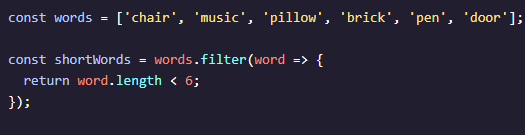 const words = ['chair', 'music', 'pillow', 'brick', 'pen', 'door'];
const shortWords = words.filter(word => {
  return word.length < 6;
});